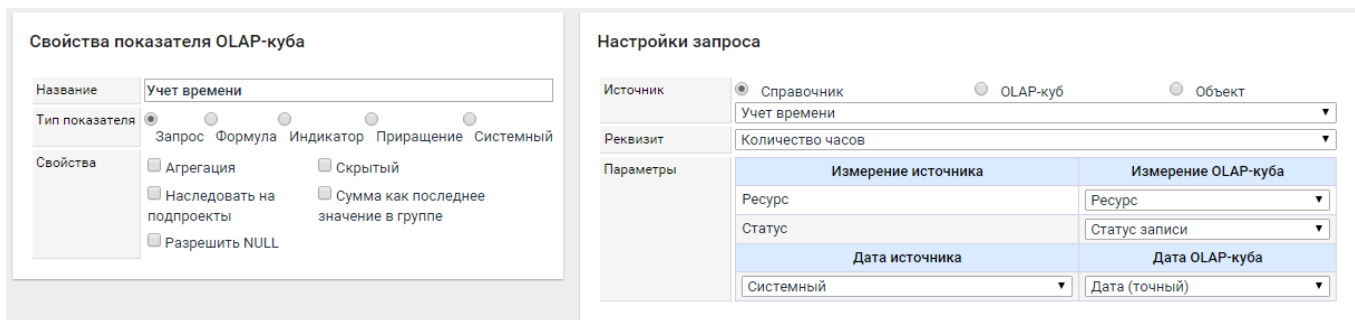 Свойства показателя OLAP-куба
Название
Учет времени
Тип показателя
Запрос Формула Индикатор Приращение Системный
Свойства
Агрегация
Скрытый
Наследовать на
подпроекты
Сумма как последнее
значение в группе
Разрешить NULL
Настройки запроса
Источник
Справочник
OLAP-куб
Объект
Учет времени
Реквизит
Количество часов
Параметры
Измерение источника
Измерение OLAP-куба
Ресурс
Ресурс
Статус
Статус записи
Дата источника
Дата OLAP-куба
Системный
Дата (точный)